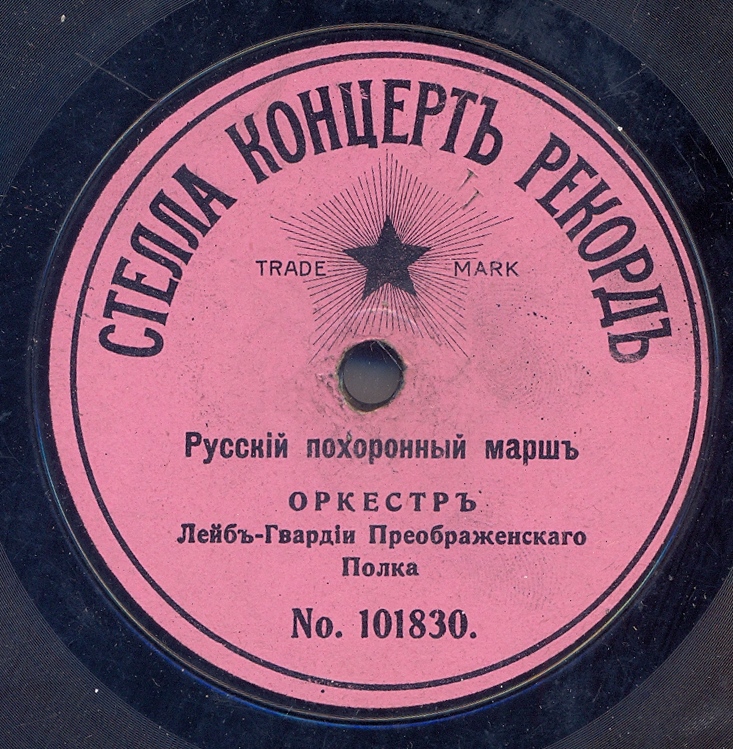 СТЕЛЛА КОНЦЕРТЪ РЕКОРДЪ
TRADE MARK
Русскій похоронный маршъ
ОРКЕСТРЪ
Лейбъ-Гвардіи Преображенскаго
Полка
No. 101830.